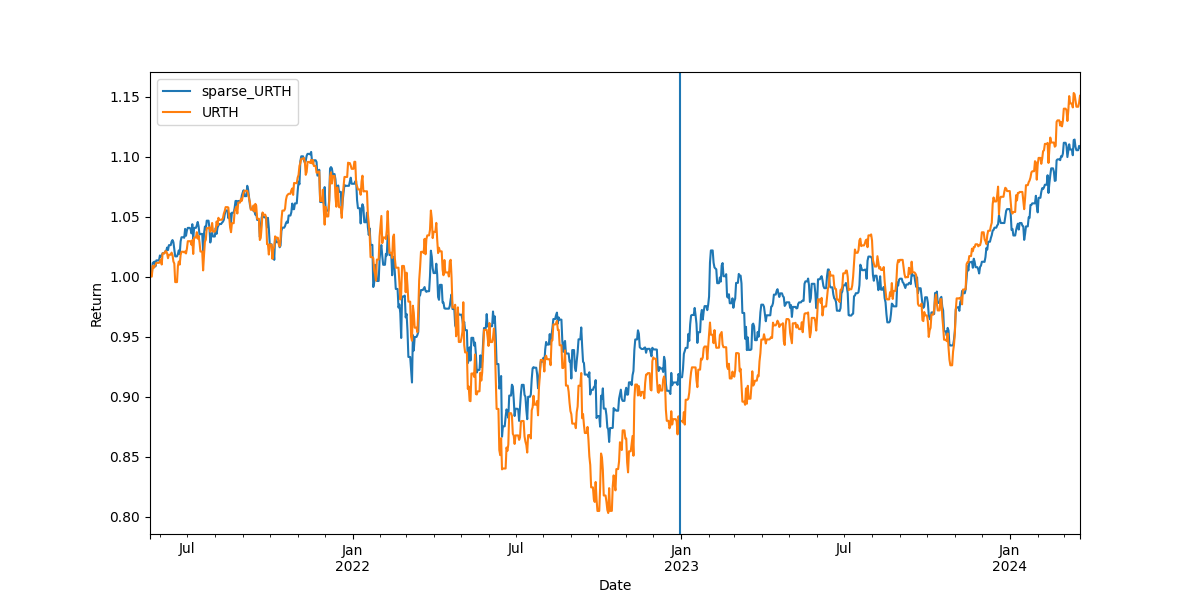 sparse_URTH
URTH
Return
1.15
1.10
1.05
1.00
0.95
0.90
0.85
0.80
Jul
Jan
2022
Jul
Jan
2023
Jul
Jan
2024
Date